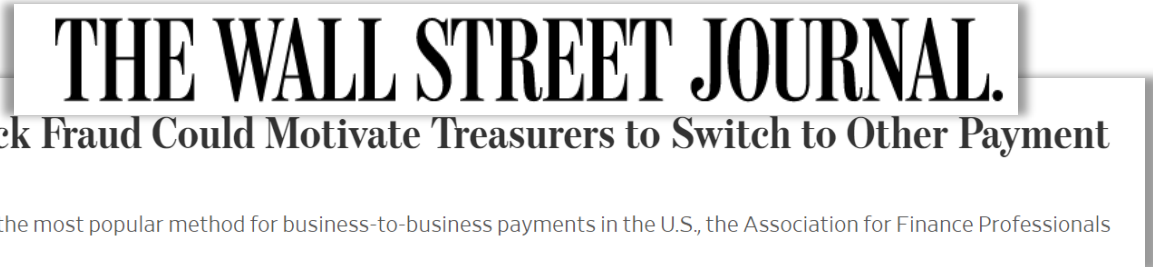 THE WALL STREET JOURNAL.
ck Fraud Could Motivate Treasurers to Switch to Other Payment
the most popular method for business-to-business payments in the U.S., the Association for Finance Professionals